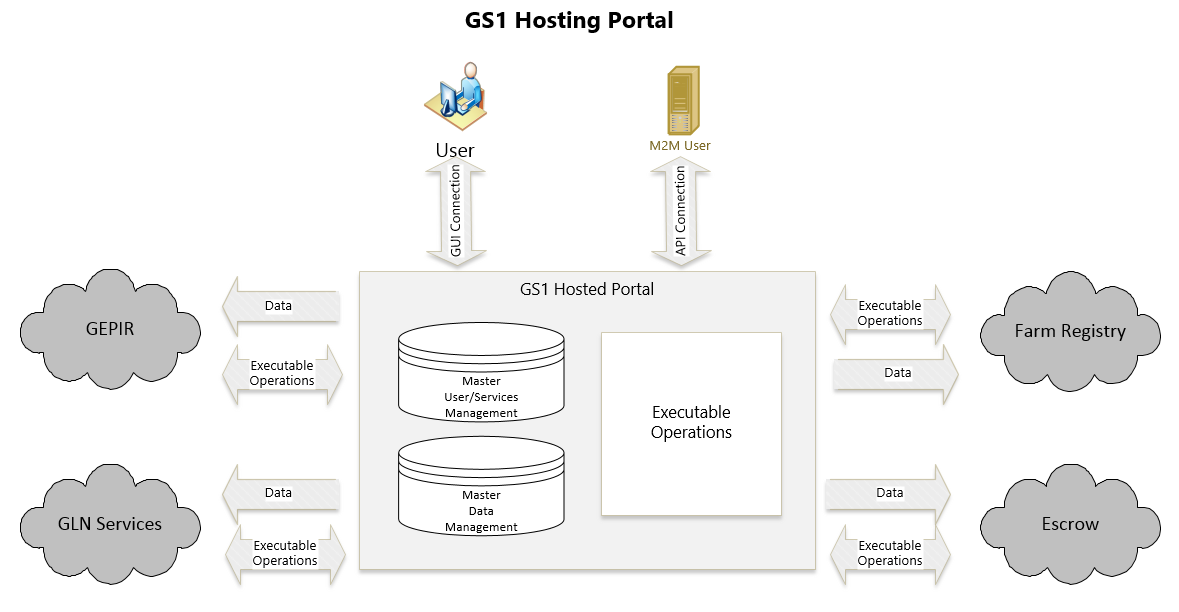 GS1 Hosting Portal
User
M2M User
GUI Connection
API Connection
GS1 Hosted Portal
GEPIR
Data
Executable
Operations
GLN Services
Data
Executable
Operations
Master
User/Services
Management
Master
Data
Management
Executable
Operations
Executable
Operations
Data
Farm Registry
Data
Executable
Operations
Escrow